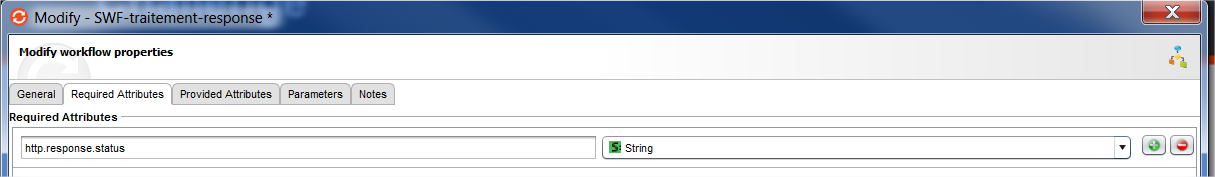 Modify - SWF-traitement-response *
Modify workflow properties
General Required Attributes Provided Attributes Parameters Notes
Required Attributes
http.response.status S String